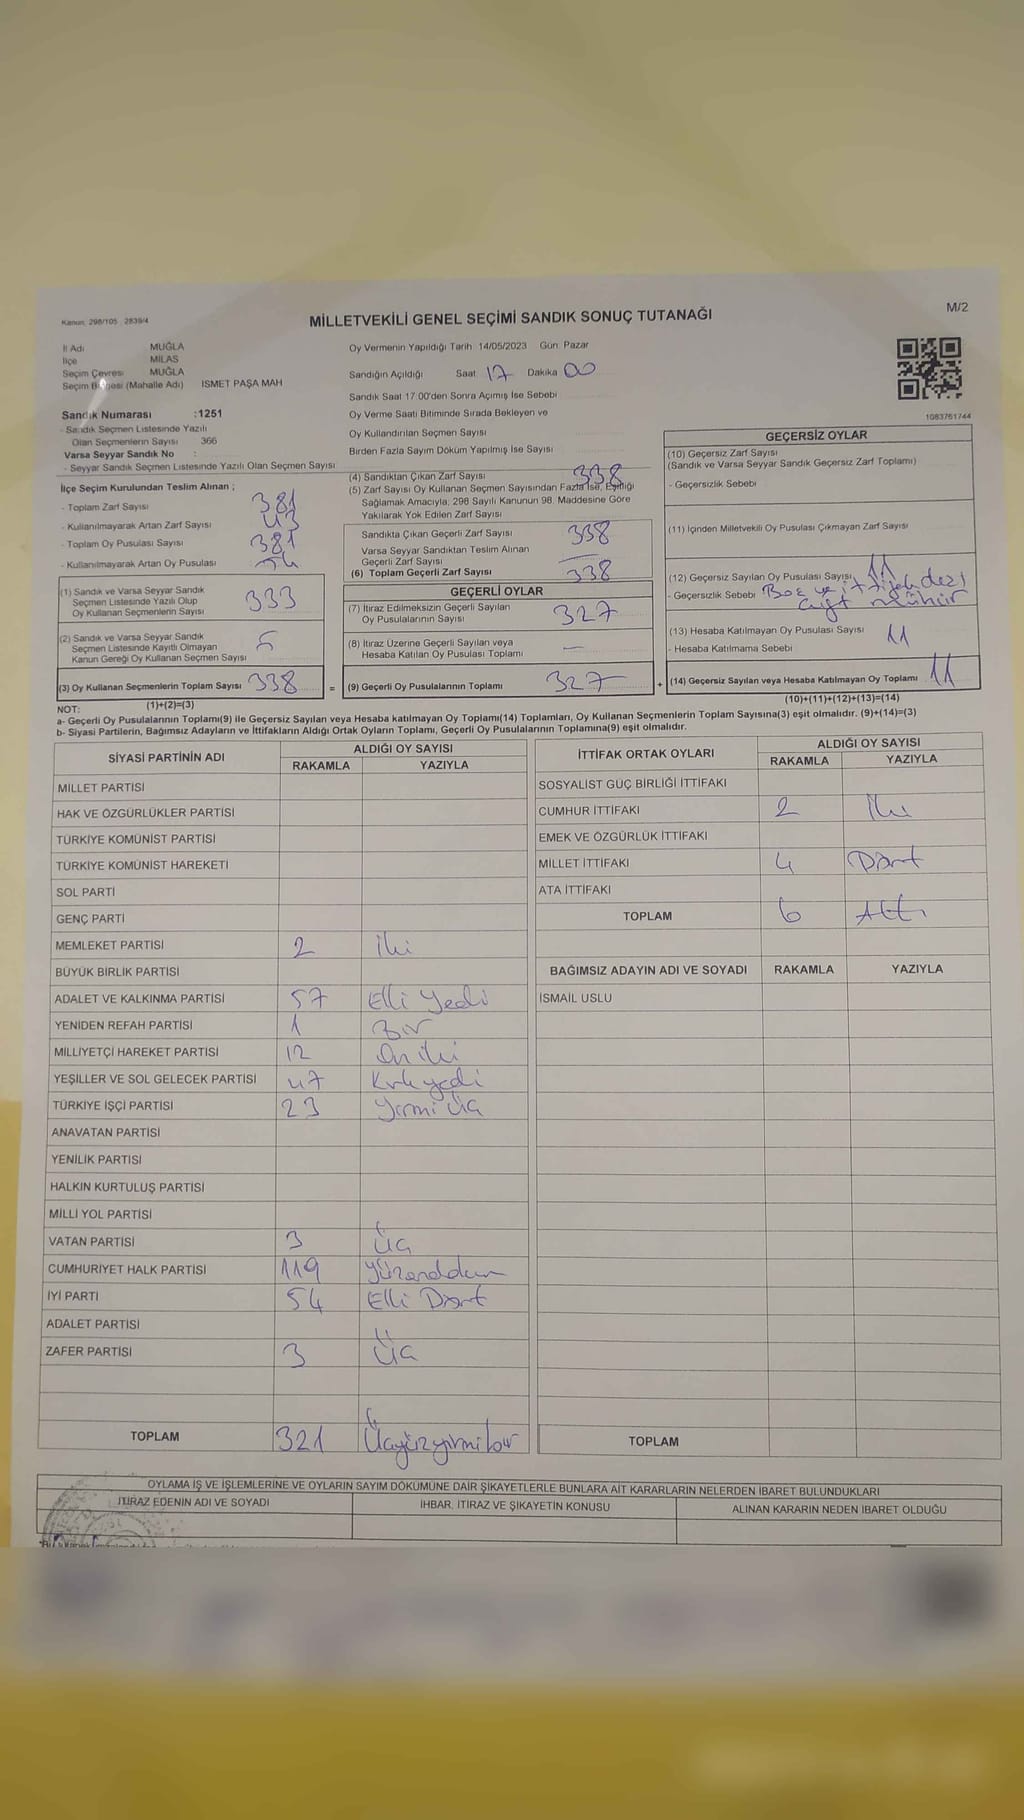 Kanun. 298/105 2839/4
MİLLETVEKİLİ GENEL SEÇİMİ SANDIK SONUÇ TUTANAĞI
M/2
İl Adı MUĞLA
İlçe MİLAS
Seçim Çevresi MUĞLA
Seçim Bölgesi (Mahalle Adı) ISMET PAŞA MAH
Sandık Numarası :1251
- Sandık Seçmen Listesinde Yazılı
Olan Seçmenlerin Sayısı 366
Varsa Seyyar Sandık No :
- Seyyar Sandık Seçmen Listesinde Yazılı Olan Seçmen Sayısı
Oy Vermenin Yapıldığı Tarih 14/05/2023 Gün Pazar
Sandığın Açıldığı Saat 17 Dakika 00
Sandık Saat 17 00'den Sonra Açımış İse Sebebi
Oy Verme Saati Bitiminde Sırada Bekleyen ve
Oy Kullandırılan Seçmen Sayısı
Birden Fazla Sayım Döküm Yapılmış İse Sayısı
1083761744
İlçe Seçim Kurulundan Teslim Alınan ;
- Toplam Zarf Sayısı 381
- Kullanılmayarak Artan Zarf Sayısı 43
- Toplam Oy Pusulası Sayısı 381
- Kullanılmayarak Artan Oy Pusulası
(1) Sandık ve Varsa Seyyar Sandık
Seçmen Listesinde Yazılı Olup
Oy Kullanan Seçmenlerin Sayısı 333
(2) Sandık ve Varsa Seyyar Sandık
Seçmen Listesinde Kayıtlı Olmayan
Kanun Gereği Oy Kullanan Seçmen Sayısı 5
(3) Oy Kullanan Seçmenlerin Toplam Sayısı 338
(4) Sandıktan Çıkan Zarf Sayısı 338
(5) Zarf Sayısı Oy Kullanan Seçmen Sayısından Fazla İse, Eşitliği
Sağlamak Amacıyla; 298 Sayılı Kanunun 98. Maddesine Göre
Yakılarak Yok Edilen Zarf Sayısı
Sandıkta Çıkan Geçerli Zarf Sayısı 338
Varsa Seyyar Sandıktan Teslim Alınan
Geçerli Zarf Sayısı —
(6) Toplam Geçerli Zarf Sayısı 338
GEÇERLİ OYLAR
(7) İtiraz Edilmeksizin Geçerli Sayılan
Oy Pusulalarının Sayısı 327
(8) İtiraz Üzerine Geçerli Sayılan veya
Hesaba Katılan Oy Pusulası Toplamı —
= (9) Geçerli Oy Pusulalarının Toplamı 327
GEÇERSİZ OYLAR
(10) Geçersiz Zarf Sayısı
(Sandık ve Varsa Seyyar Sandık Geçersiz Zarf Toplamı)
- Geçersizlik Sebebi
(11) İçinden Milletvekili Oy Pusulası Çıkmayan Zarf Sayısı
(12) Geçersiz Sayılan Oy Pusulası Sayısı 11
- Geçersizlik Sebebi Boş ve
çift mühür
(13) Hesaba Katılmayan Oy Pusulası Sayısı 11
- Hesaba Katılmama Sebebi
+ (14) Geçersiz Sayılan veya Hesaba Katılmayan Oy Toplamı 11
(1)+(2)=(3)
(10)+(11)+(12)+(13)=(14)
NOT:
a- Geçerli Oy Pusulalarının Toplamı(9) ile Geçersiz Sayılan veya Hesaba katılmayan Oy Toplamı(14) Toplamları, Oy Kullanan Seçmenlerin Toplam Sayısına(3) eşit olmalıdır. (9)+(14)=(3)
b- Siyasi Partilerin, Bağımsız Adayların ve İttifakların Aldığı Ortak Oyların Toplamı, Geçerli Oy Pusulalarının Toplamına(9) eşit olmalıdır.
SİYASİ PARTİNİN ADI ALDIĞI OY SAYISI
RAKAMLA YAZIYLA
MİLLET PARTİSİ
HAK VE ÖZGÜRLÜKLER PARTİSİ
TÜRKİYE KOMÜNİST PARTİSİ
TÜRKİYE KOMÜNİST HAREKETİ
SOL PARTİ
GENÇ PARTİ
MEMLEKET PARTİSİ 2 iki
BÜYÜK BİRLİK PARTİSİ
ADALET VE KALKINMA PARTİSİ 57 Elli Yedi
YENİDEN REFAH PARTİSİ 1 Bir
MİLLİYETÇİ HAREKET PARTİSİ 12 On iki
YEŞİLLER VE SOL GELECEK PARTİSİ 47 Kırk yedi
TÜRKİYE İŞÇİ PARTİSİ 23 Yirmi üç
ANAVATAN PARTİSİ
YENİLİK PARTİSİ
HALKIN KURTULUŞ PARTİSİ
MİLLİ YOL PARTİSİ
VATAN PARTİSİ 3 Üç
CUMHURİYET HALK PARTİSİ 119 Yüzondokuz
İYİ PARTİ 54 Elli Dört
ADALET PARTİSİ
ZAFER PARTİSİ 3 Üç
TOPLAM 321 Üçyüzyirmibir
İTTİFAK ORTAK OYLARI ALDIĞI OY SAYISI
RAKAMLA YAZIYLA
SOSYALİST GÜÇ BİRLİĞİ İTTİFAKI
CUMHUR İTTİFAKI 2 İki
EMEK VE ÖZGÜRLÜK İTTİFAKI
MİLLET İTTİFAKI 4 Dört
ATA İTTİFAKI
TOPLAM 6 Altı
BAĞIMSIZ ADAYIN ADI VE SOYADI RAKAMLA YAZIYLA
İSMAİL USLU
TOPLAM
OYLAMA İŞ VE İŞLEMLERİNE VE OYLARIN SAYIM DÖKÜMÜNE DAİR ŞİKAYETLERLE BUNLARA AİT KARARLARIN NELERDEN İBARET BULUNDUKLARI
İTİRAZ EDENİN ADI VE SOYADI İHBAR, İTİRAZ VE ŞİKAYETİN KONUSU ALINAN KARARIN NEDEN İBARET OLDUĞU